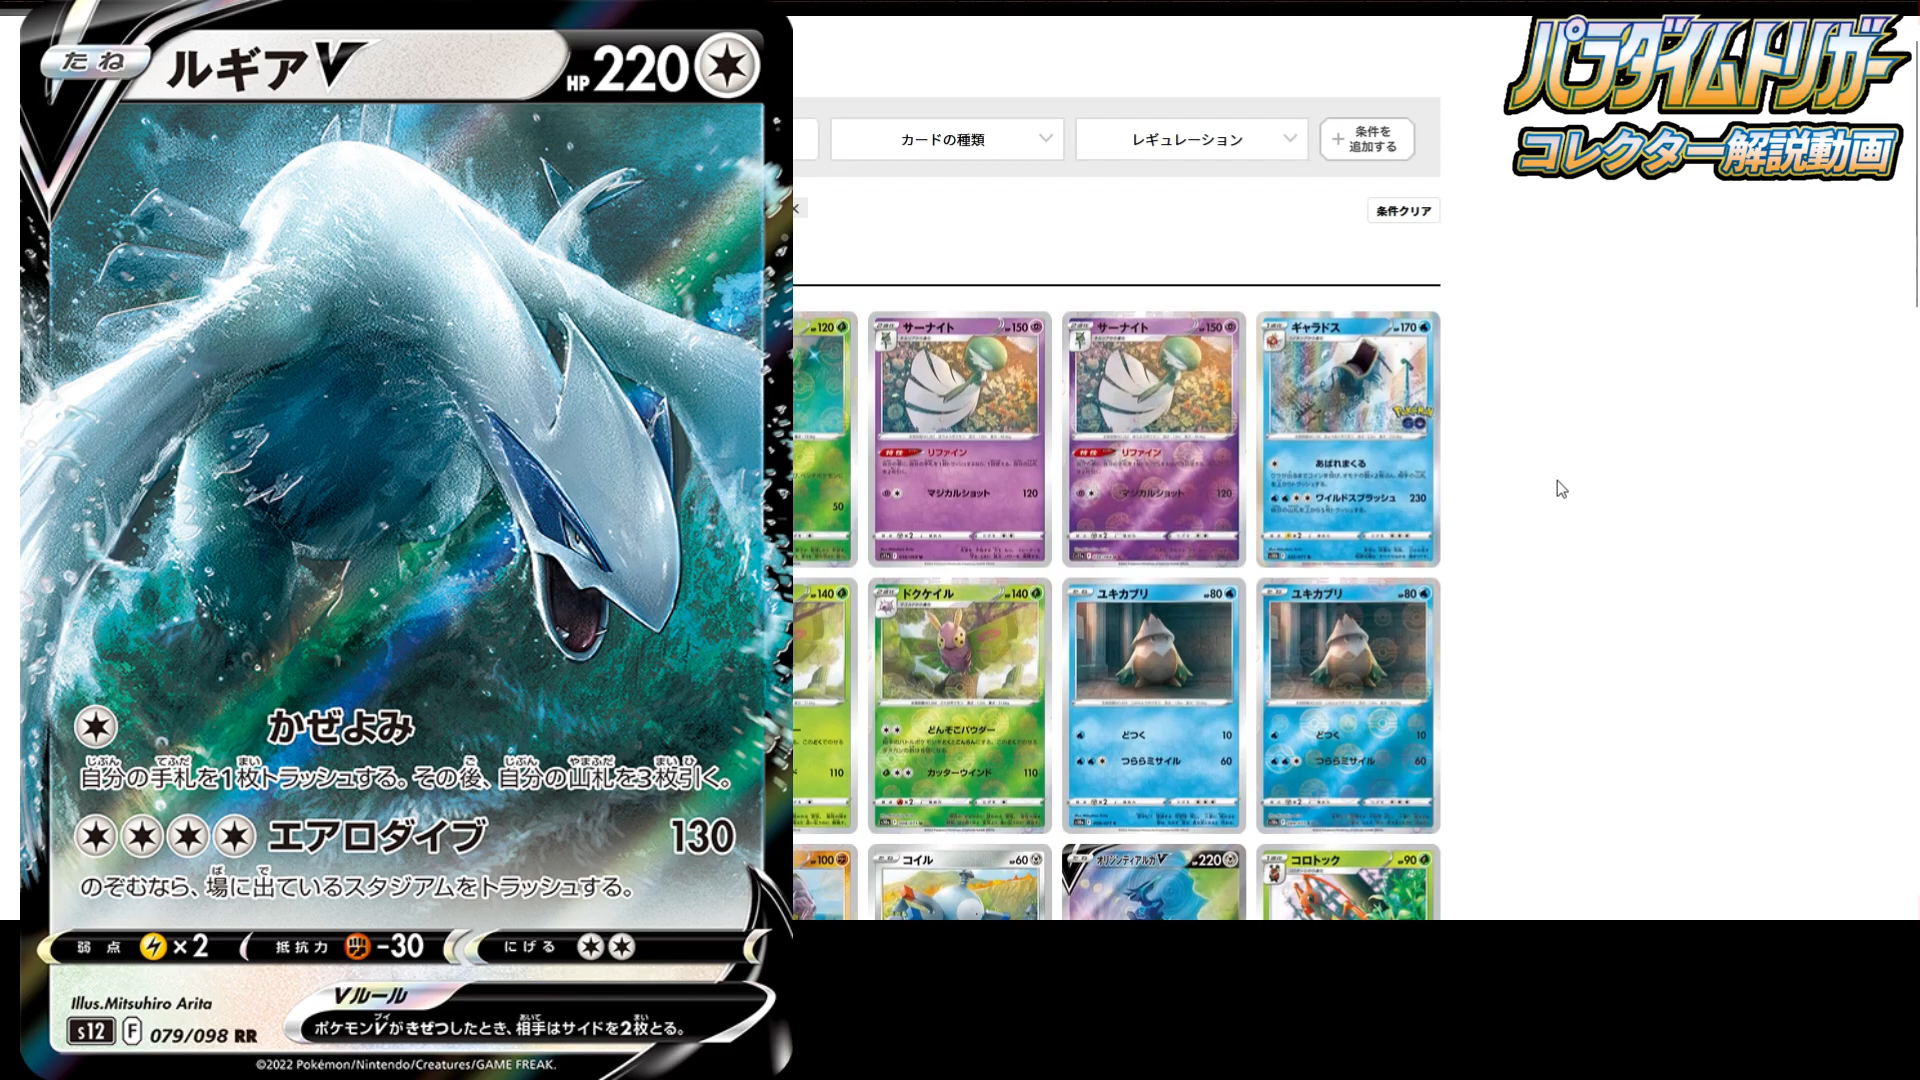 たね ルギアV HP220
かぜよみ
自分の手札を1枚トラッシュする。その後、自分の山札を3枚引く。
エアロダイブ 130
のぞむなら、場に出ているスタジアムをトラッシュする。
弱点 ×2 抵抗力 -30 にげる
Illus.Mitsuhiro Arita
Vルール
ポケモンVがきぜつしたとき、相手はサイドを2枚とる。
s12 F 079/098 RR
©2022 Pokémon/Nintendo/Creatures/GAME FREAK.
パラダイムトリガー
コレクター解説動画
カードの種類
レギュレーション
条件を
追加する
条件クリア
120
50
サーナイト 150
特性 リファイン
マジカルショット 120
サーナイト 150
特性 リファイン
マジカルショット 120
ギャラドス 170
Pokémon GO
あばれまくる
ワイルドスプラッシュ 230
140
110
ドクケイル 140
どんそこパウダー
カッターウインド 110
ユキカブリ 80
どつく 10
つららミサイル 60
ユキカブリ 80
どつく 10
つららミサイル 60
100
コイル 60
オリジンディアルガV 220
コロトック 90